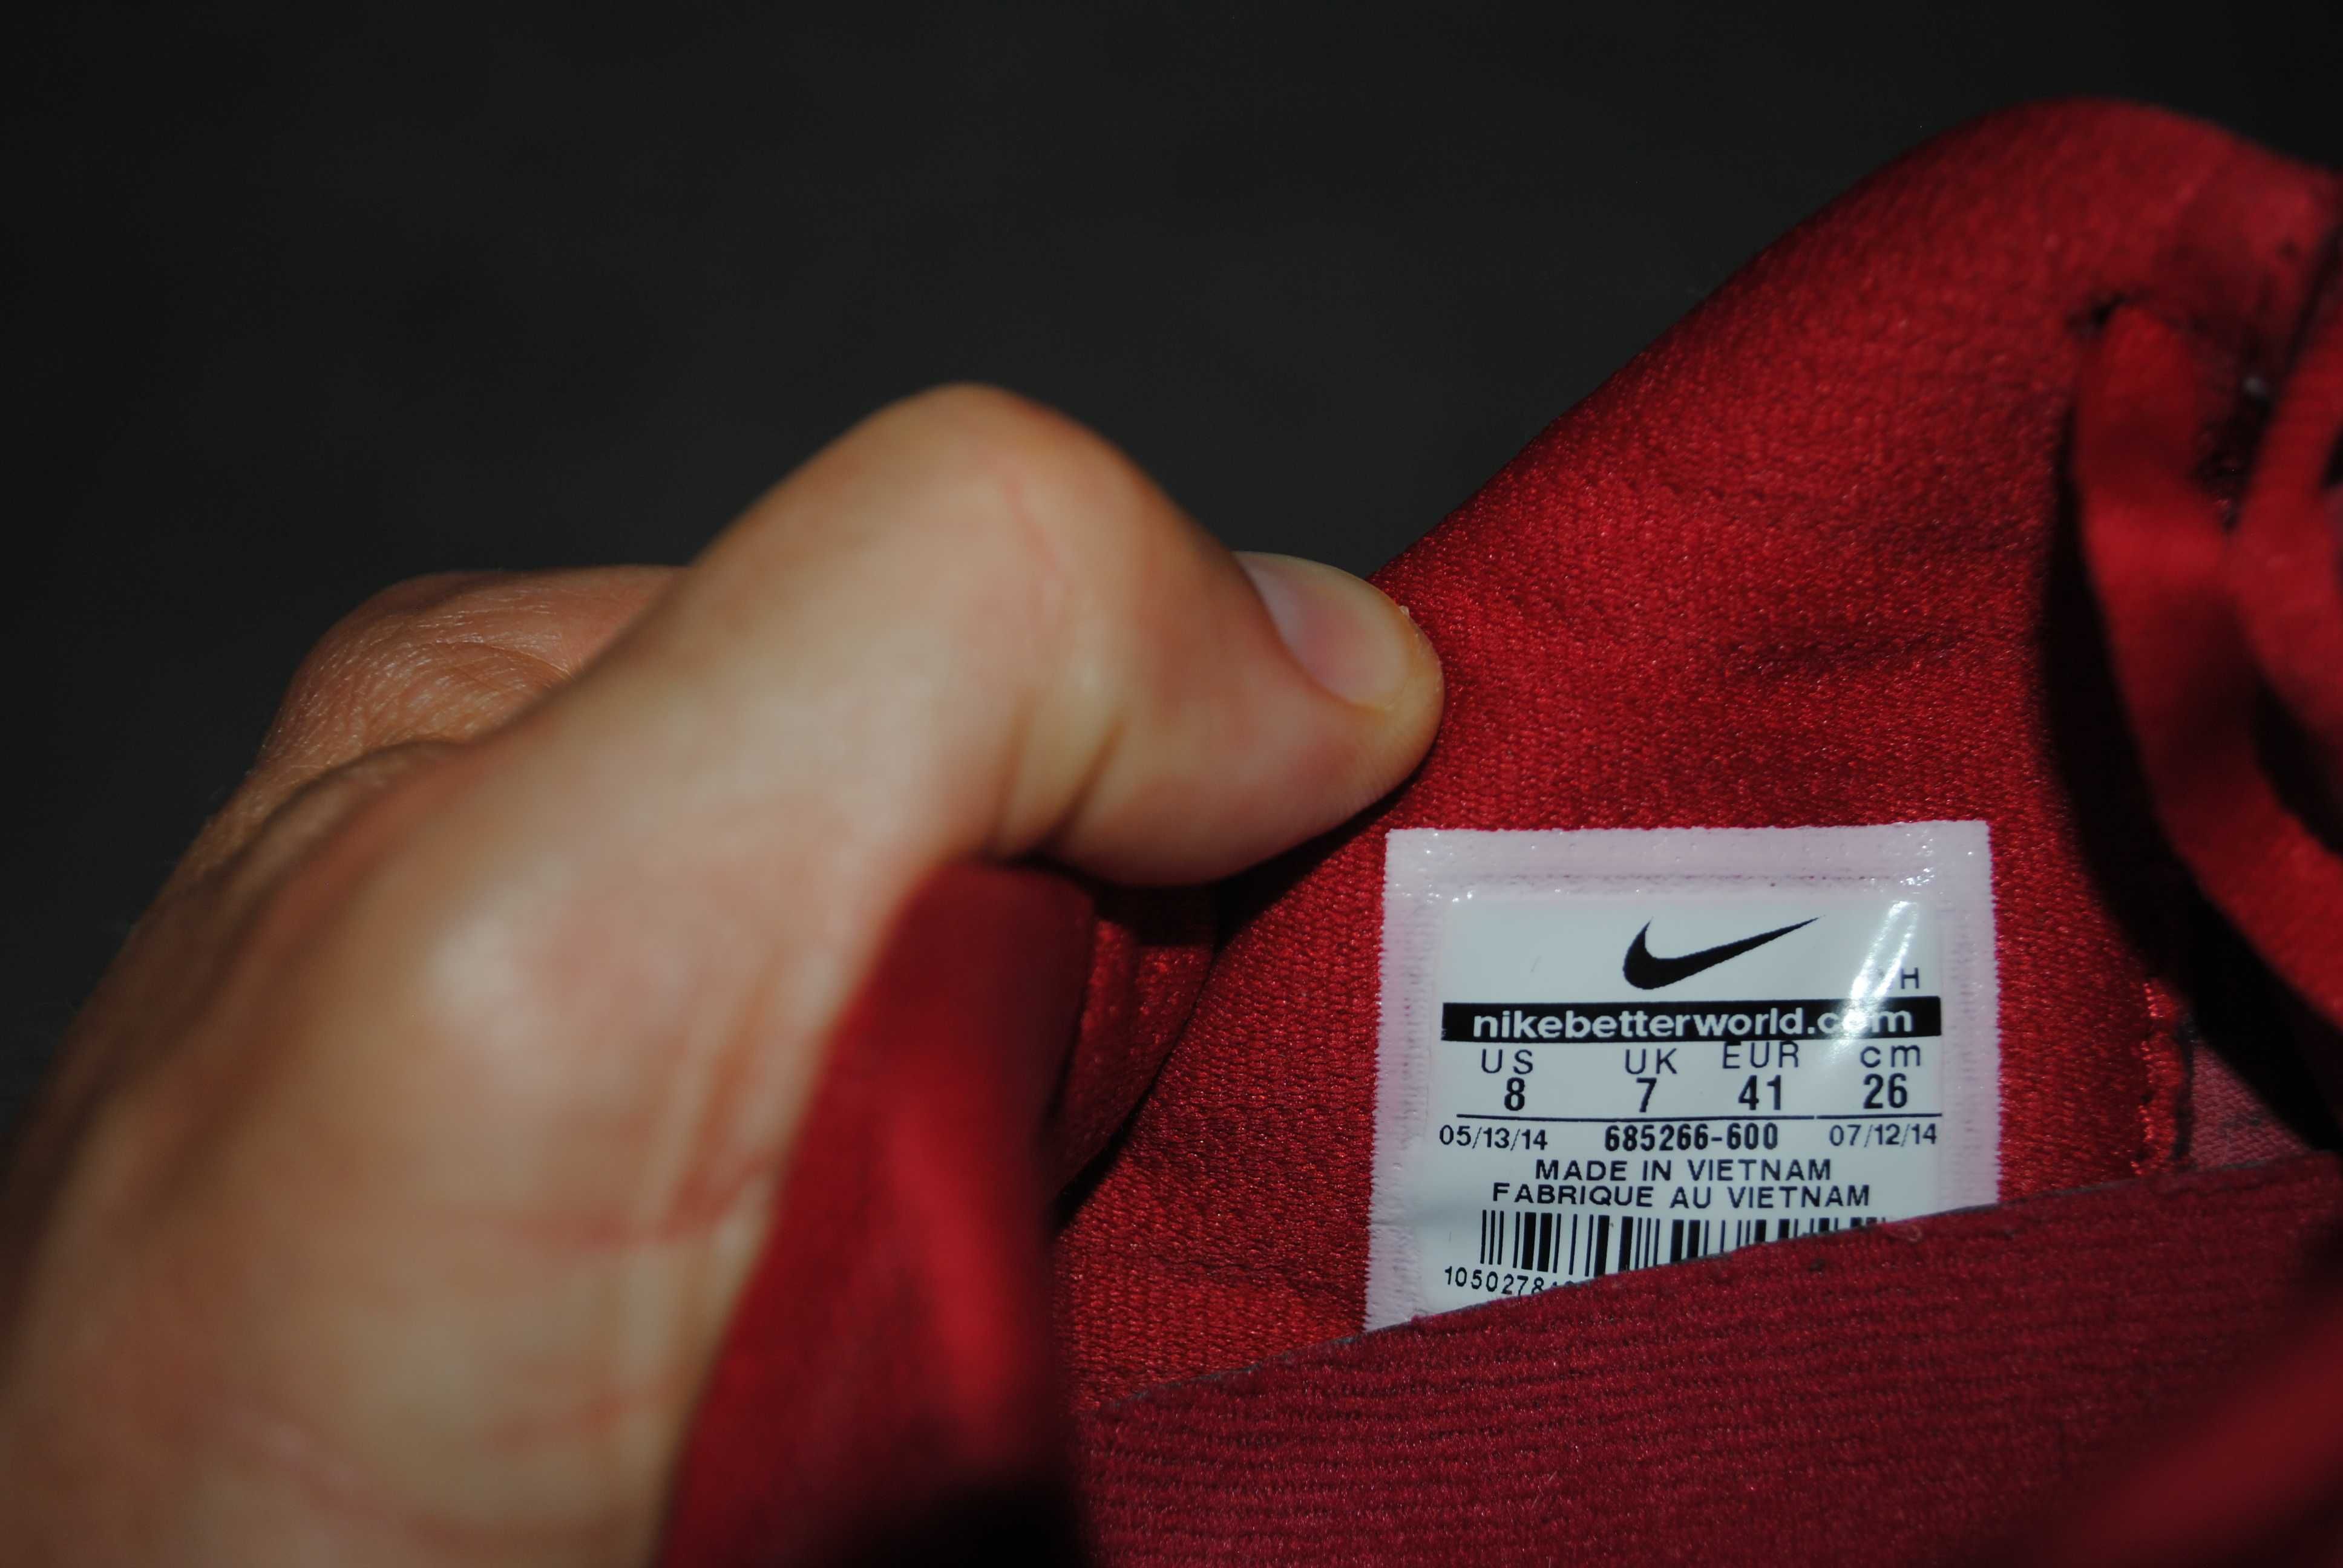 H
nikebetterworld.com
US UK EUR cm
8 7 41 26
05/13/14 685266-600 07/12/14
MADE IN VIETNAM
FABRIQUE AU VIETNAM